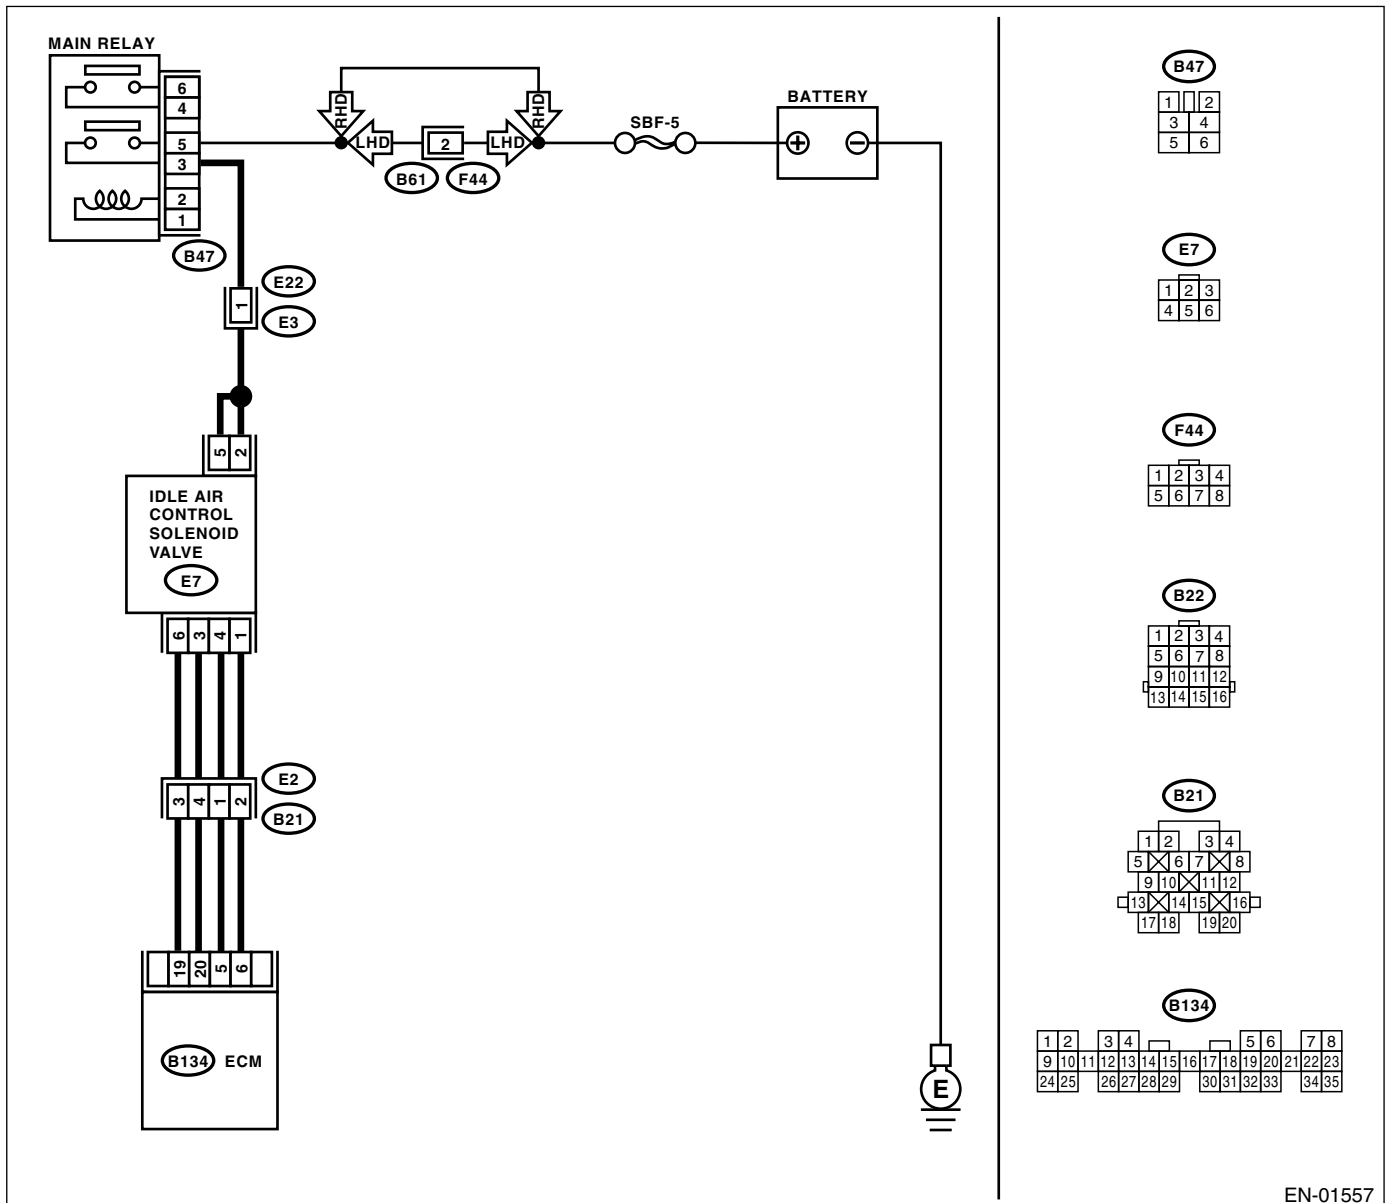 MAIN RELAY
6
4
5
3
2
1
B47
RHD
LHD
2
LHD
RHD
B61
F44
SBF-5
BATTERY
+
−
E22
1
E3
5 2
IDLE AIR
CONTROL
SOLENOID
VALVE
E7
6 3 4 1
E2
3 4 1 2
B21
19 20 5 6
B134 ECM
E
B47
1 2
3 4
5 6
E7
1 2 3
4 5 6
F44
1 2 3 4
5 6 7 8
B22
1 2 3 4
5 6 7 8
9 10 11 12
13 14 15 16
B21
1 2 3 4
5 6 7 8
9 10 11 12
13 14 15 16
17 18 19 20
B134
1 2 3 4 5 6 7 8
9 10 11 12 13 14 15 16 17 18 19 20 21 22 23
24 25 26 27 28 29 30 31 32 33 34 35
EN-01557